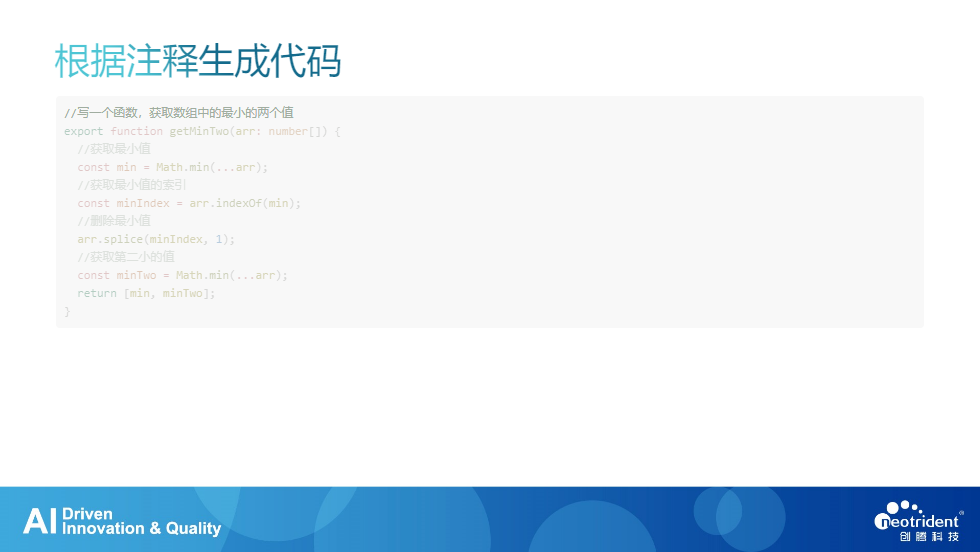 根据注释生成代码
//写一个函数，获取数组中的最小的两个值
export function getMinTwo(arr: number[]) {
//获取最小值
const min = Math.min(...arr);
//获取最小值的索引
const minIndex = arr.indexOf(min);
//删除最小值
arr.splice(minIndex, 1);
//获取第二小的值
const minTwo = Math.min(...arr);
return [min, minTwo];
}
AI Driven
Innovation & Quality
neotrident®
创腾科技